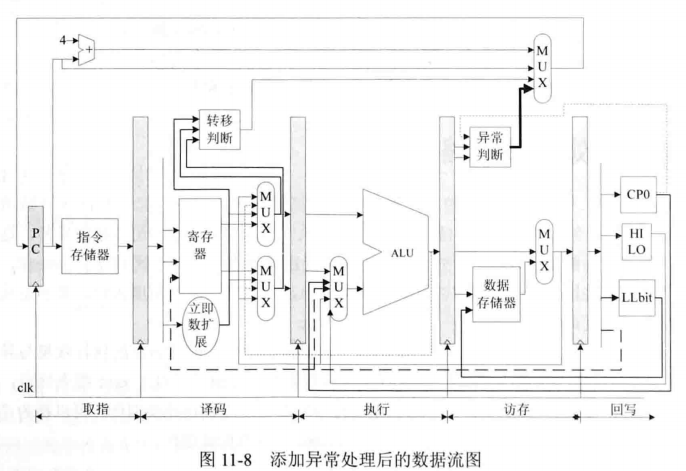 4
+
M
U
X
转移
判断
异常
判断
P
C
指令
存储器
寄存
器
立即
数扩
展
M
U
X
M
U
X
M
U
X
ALU
数据
存储器
M
U
X
CP0
HI
LO
LLbit
clk
取指
译码
执行
访存
回写
图 11-8 添加异常处理后的数据流图